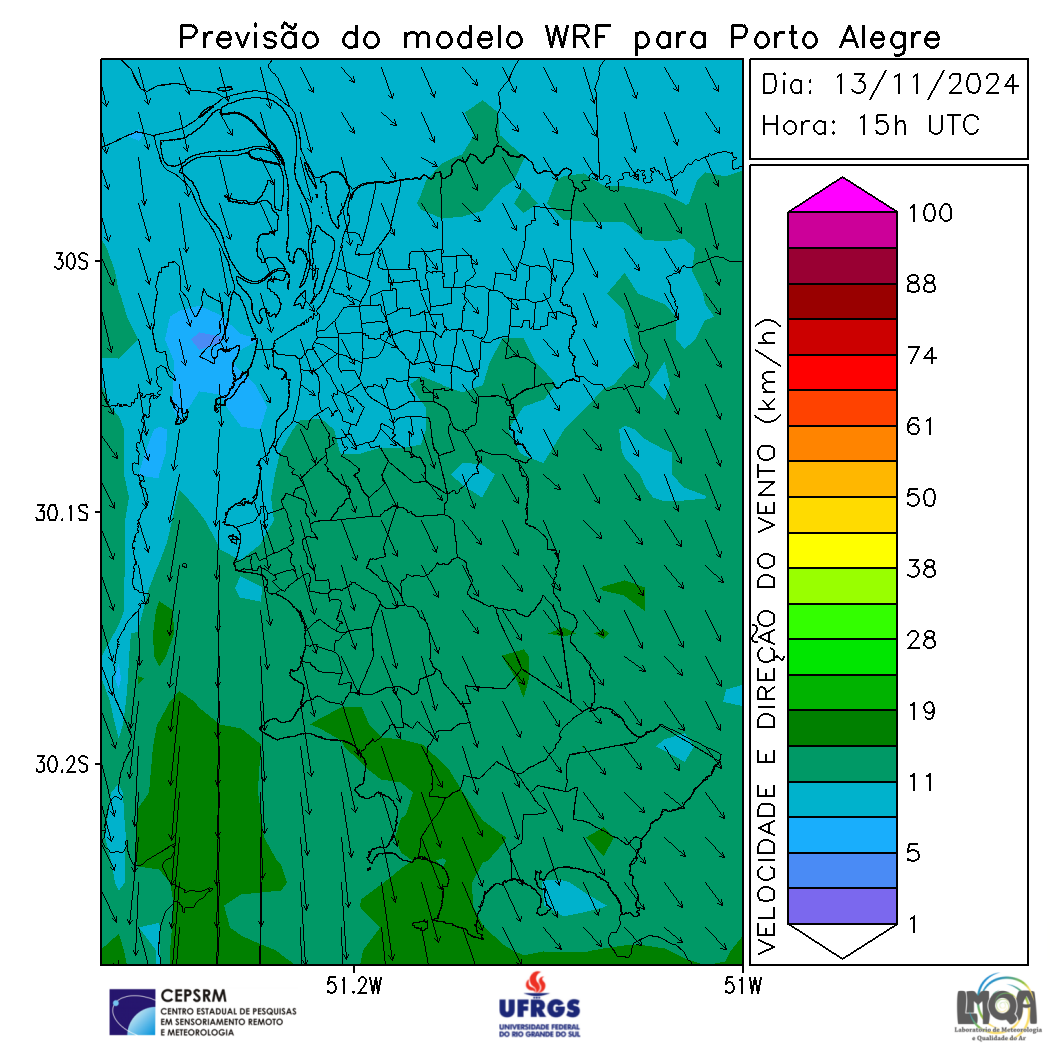 Previsão do modelo WRF para Porto Alegre
Dia: 13/11/2024
Hora: 15h UTC
30S
30.1S
30.2S
51.2W
51W
VELOCIDADE E DIREÇÃO DO VENTO (km/h)
100
88
74
61
50
38
28
19
11
5
1
CEPSRM
CENTRO ESTADUAL DE PESQUISAS
EM SENSORIAMENTO REMOTO
E METEOROLOGIA
UFRGS
UNIVERSIDADE FEDERAL
DO RIO GRANDE DO SUL
LMQA
Laboratório de Meteorologia
e Qualidade do Ar